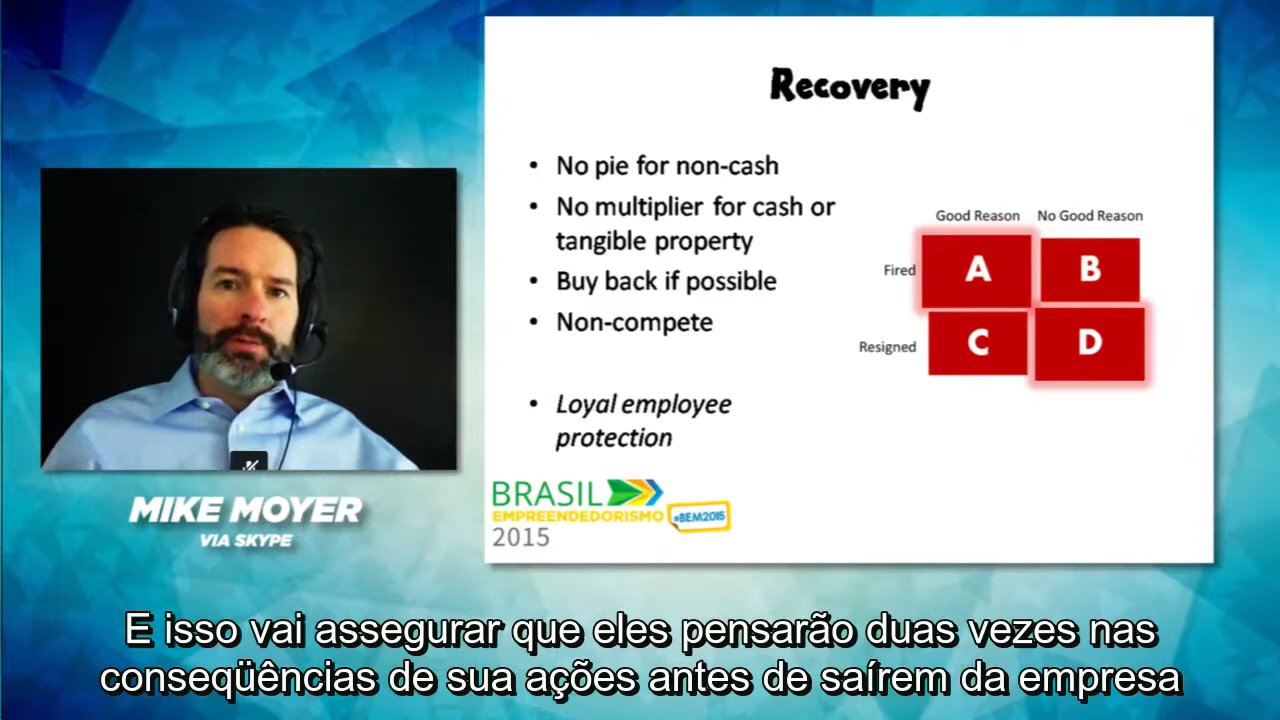 Recovery
• No pie for non-cash
• No multiplier for cash or
tangible property
• Buy back if possible
• Non-compete
• Loyal employee
protection
Good Reason No Good Reason
Fired A B
Resigned C D
BRASIL
EMPREENDEDORISMO #BEM2015
2015
MIKE MOYER
VIA SKYPE
E isso vai assegurar que eles pensarão duas vezes nas
conseqüências de sua ações antes de saírem da empresa